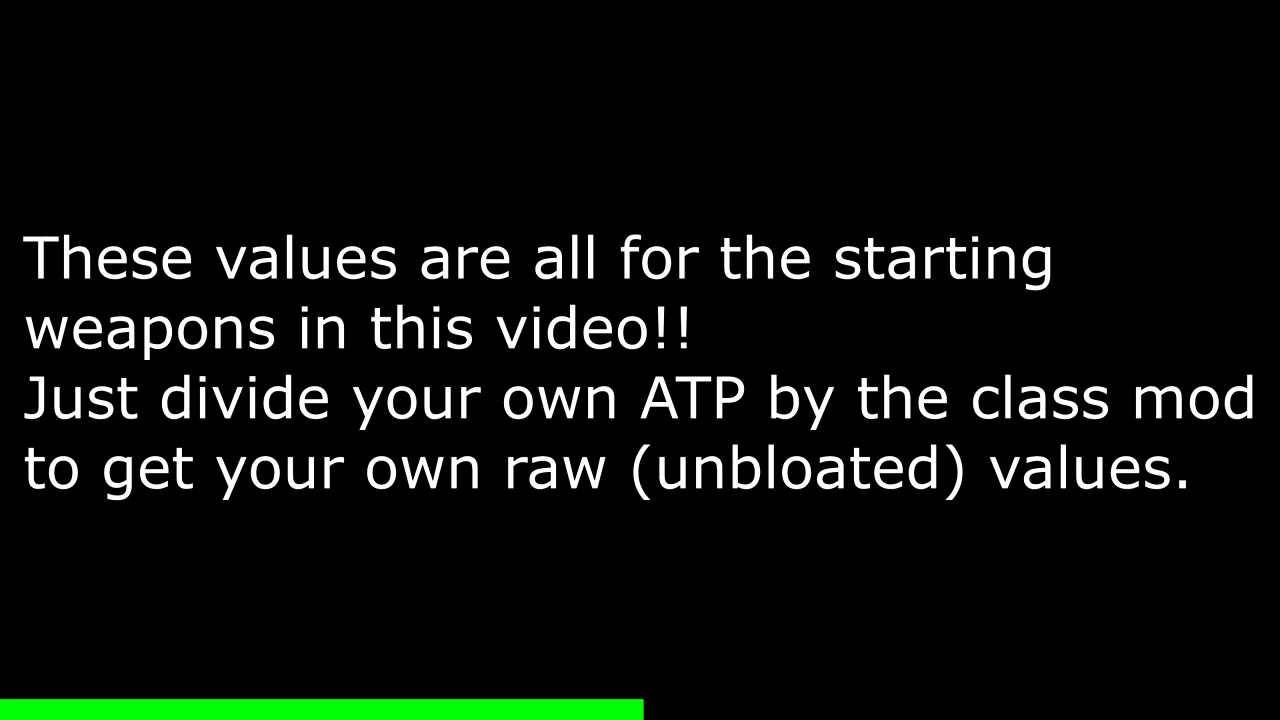 These values are all for the starting
weapons in this video!!
Just divide your own ATP by the class mod
to get your own raw (unbloated) values.